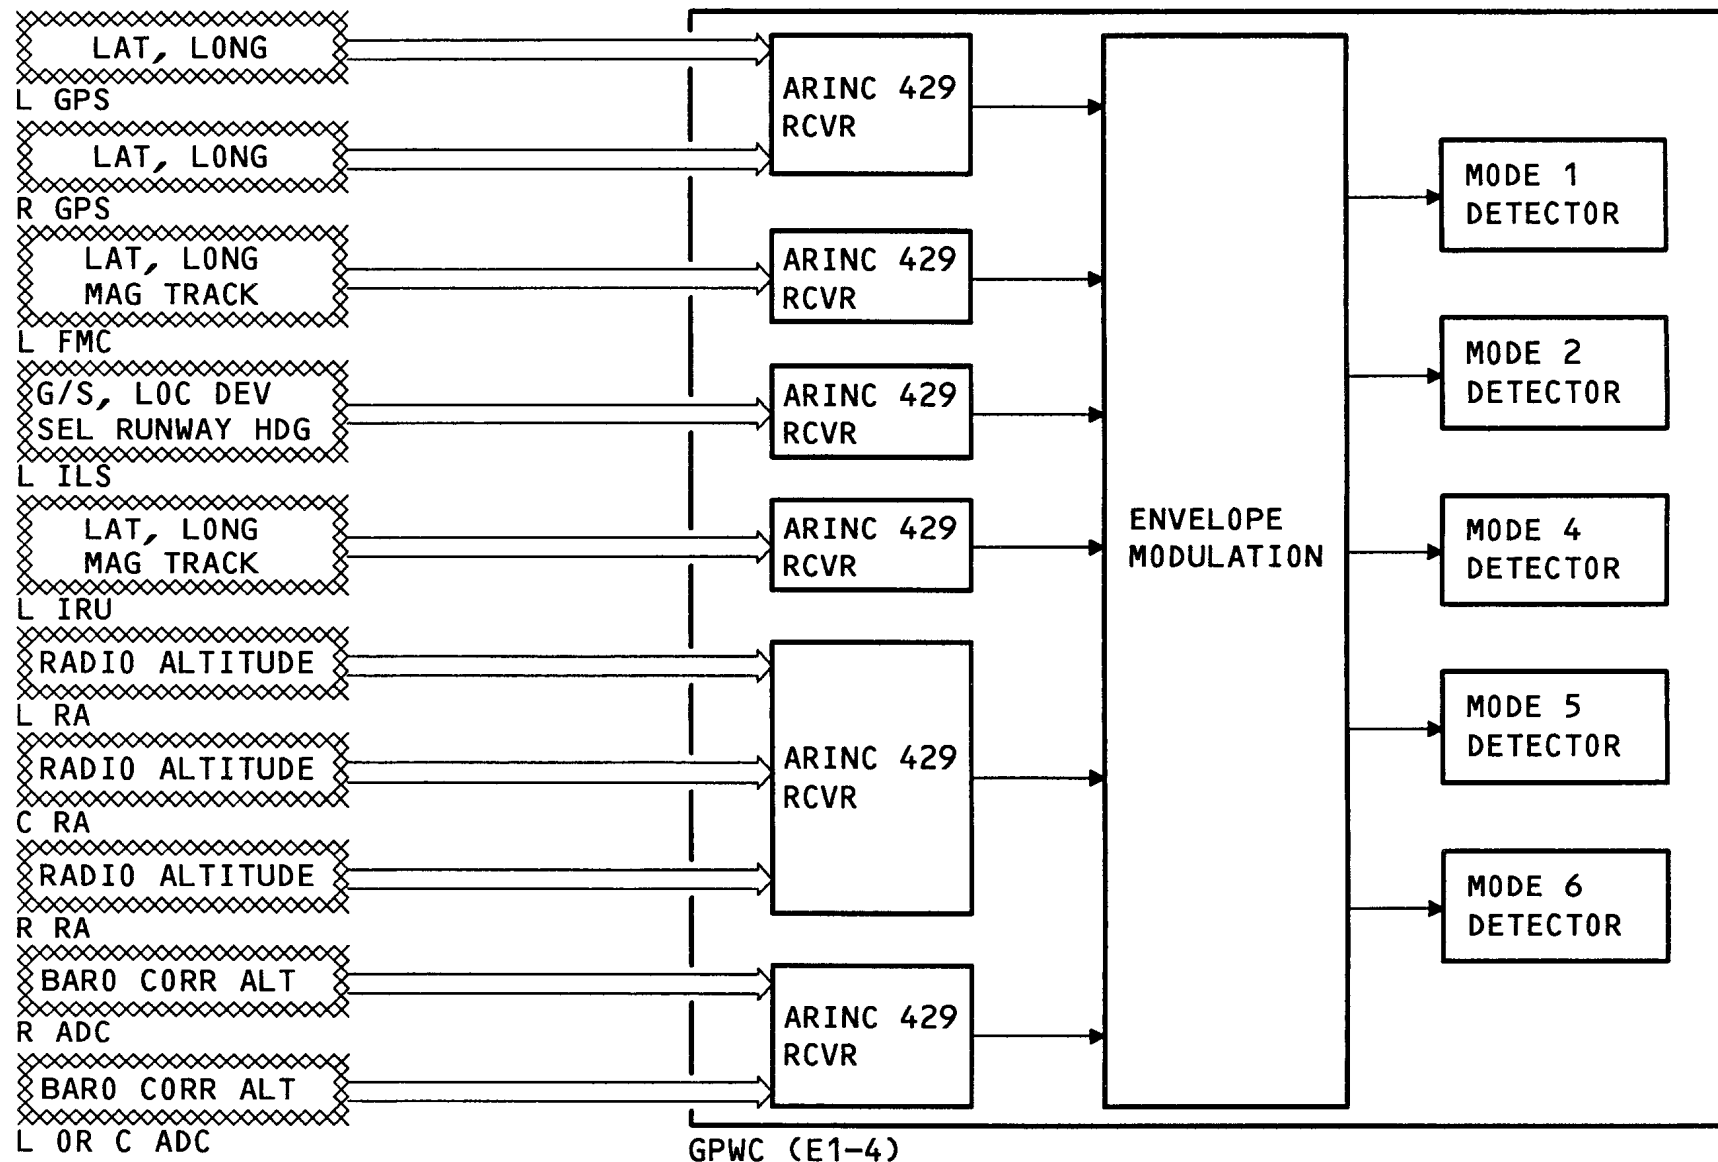 LAT, LONG
L GPS
LAT, LONG
R GPS
LAT, LONG
MAG TRACK
L FMC
G/S, LOC DEV
SEL RUNWAY HDG
L ILS
LAT, LONG
MAG TRACK
L IRU
RADIO ALTITUDE
L RA
RADIO ALTITUDE
C RA
RADIO ALTITUDE
R RA
BARO CORR ALT
R ADC
BARO CORR ALT
L OR C ADC
ARINC 429
RCVR
ARINC 429
RCVR
ARINC 429
RCVR
ARINC 429
RCVR
ARINC 429
RCVR
ARINC 429
RCVR
ENVELOPE
MODULATION
MODE 1
DETECTOR
MODE 2
DETECTOR
MODE 4
DETECTOR
MODE 5
DETECTOR
MODE 6
DETECTOR
GPWC (E1-4)